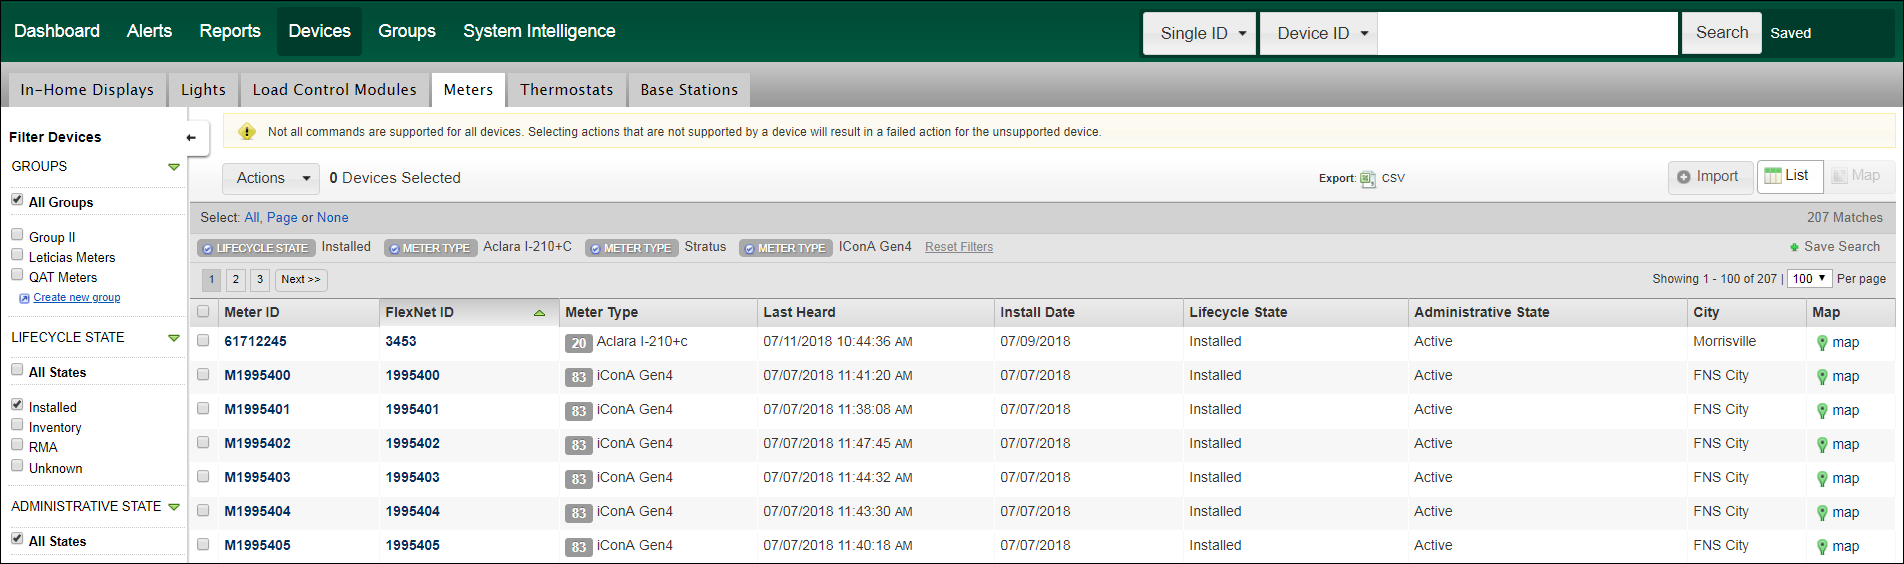 Dashboard Alerts Reports Devices Groups System Intelligence Single ID Device ID Search Saved
In-Home Displays Lights Load Control Modules Meters Thermostats Base Stations
Filter Devices
GROUPS
All Groups
Group II
Leticias Meters
QAT Meters
Create new group
LIFECYCLE STATE
All States
Installed
Inventory
RMA
Unknown
ADMINISTRATIVE STATE
All States
Not all commands are supported for all devices. Selecting actions that are not supported by a device will result in a failed action for the unsupported device.
Actions 0 Devices Selected Export: CSV Import List Map
Select: All, Page or None 207 Matches
LIFECYCLE STATE Installed METER TYPE Aclara I-210+C METER TYPE Stratus METER TYPE IConA Gen4 Reset Filters Save Search
1 2 3 Next >> Showing 1 - 100 of 207 | 100 Per page
Meter ID FlexNet ID Meter Type Last Heard Install Date Lifecycle State Administrative State City Map
61712245 3453 20 Aclara I-210+c 07/11/2018 10:44:36 AM 07/09/2018 Installed Active Morrisville map
M1995400 1995400 83 iConA Gen4 07/07/2018 11:41:20 AM 07/07/2018 Installed Active FNS City map
M1995401 1995401 83 iConA Gen4 07/07/2018 11:38:08 AM 07/07/2018 Installed Active FNS City map
M1995402 1995402 83 iConA Gen4 07/07/2018 11:47:45 AM 07/07/2018 Installed Active FNS City map
M1995403 1995403 83 iConA Gen4 07/07/2018 11:44:32 AM 07/07/2018 Installed Active FNS City map
M1995404 1995404 83 iConA Gen4 07/07/2018 11:43:30 AM 07/07/2018 Installed Active FNS City map
M1995405 1995405 83 iConA Gen4 07/07/2018 11:40:18 AM 07/07/2018 Installed Active FNS City map